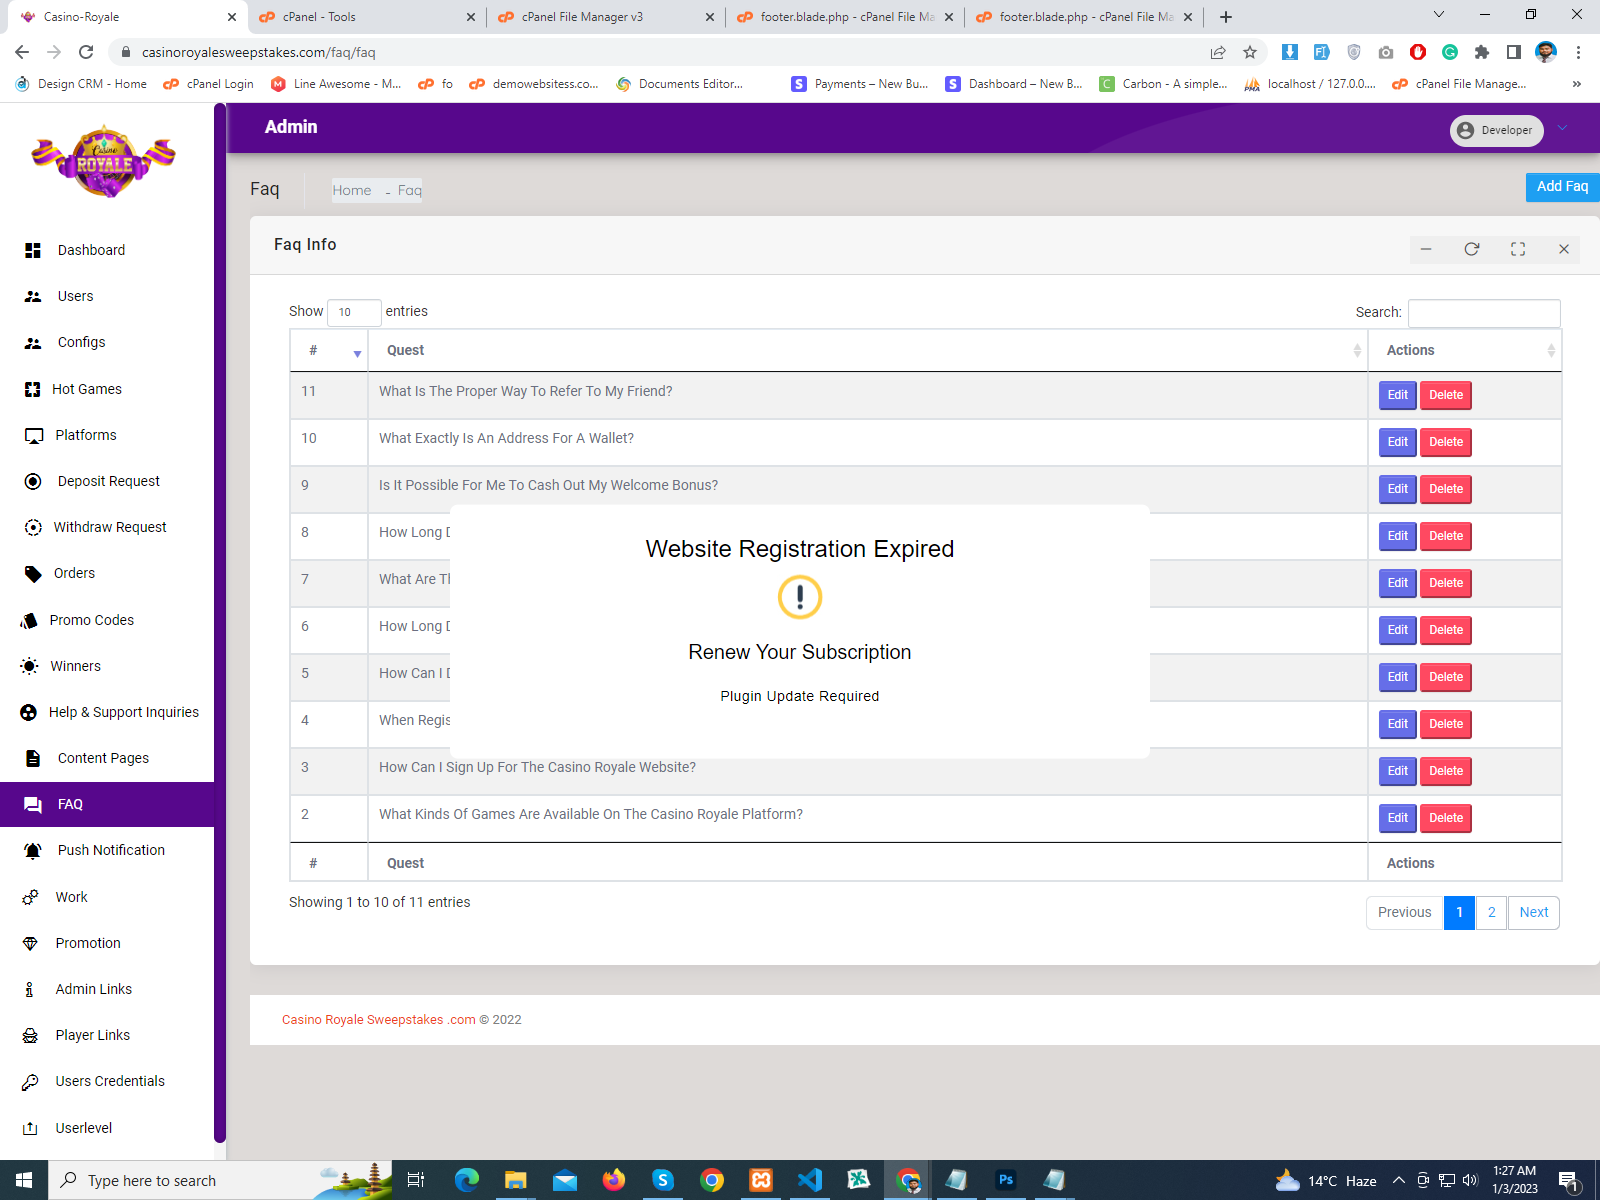 Casino-Royale
cPanel - Tools
cPanel File Manager v3
footer.blade.php - cPanel File Ma
footer.blade.php - cPanel File Ma
casinoroyalesweepstakes.com/faq/faq
Design CRM - Home
cPanel Login
Line Awesome - M...
fo
demowebsitess.co...
Documents Editor...
Payments – New Bu...
Dashboard – New B...
Carbon - A simple...
localhost / 127.0.0....
cPanel File Manage...
Casino
ROYALE
Admin
Developer
Faq
Home - Faq
Add Faq
Dashboard
Users
Configs
Hot Games
Platforms
Deposit Request
Withdraw Request
Orders
Promo Codes
Winners
Help & Support Inquiries
Content Pages
FAQ
Push Notification
Work
Promotion
Admin Links
Player Links
Users Credentials
Userlevel
Faq Info
Show 10 entries
Search:
# Quest Actions
11 What Is The Proper Way To Refer To My Friend? Edit Delete
10 What Exactly Is An Address For A Wallet? Edit Delete
9 Is It Possible For Me To Cash Out My Welcome Bonus? Edit Delete
8 How Long D Edit Delete
7 What Are Th Edit Delete
6 How Long D Edit Delete
5 How Can I D Edit Delete
4 When Regis Edit Delete
3 How Can I Sign Up For The Casino Royale Website? Edit Delete
2 What Kinds Of Games Are Available On The Casino Royale Platform? Edit Delete
# Quest Actions
Website Registration Expired
!
Renew Your Subscription
Plugin Update Required
Showing 1 to 10 of 11 entries
Previous 1 2 Next
Casino Royale Sweepstakes .com © 2022
Type here to search
14°C Haze
1:27 AM
1/3/2023
1